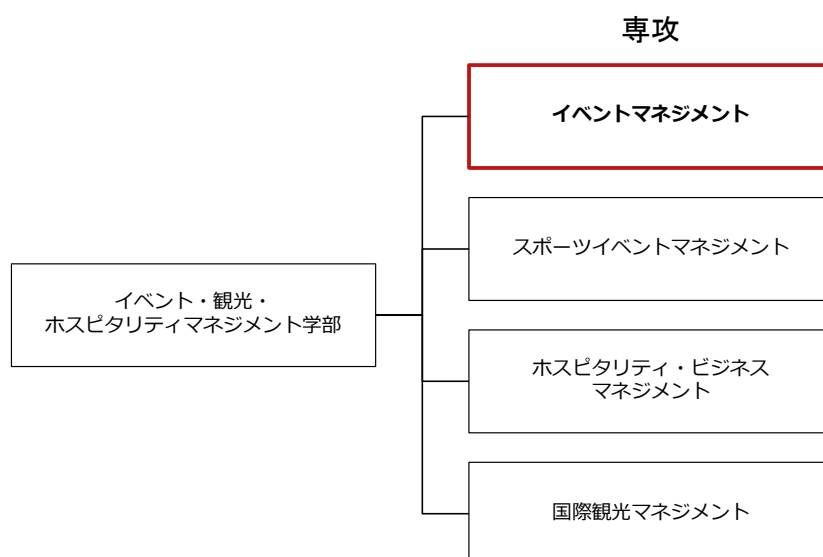 専攻
イベントマネジメント
スポーツイベントマネジメント
イベント・観光・
ホスピタリティマネジメント学部
ホスピタリティ・ビジネス
マネジメント
国際観光マネジメント